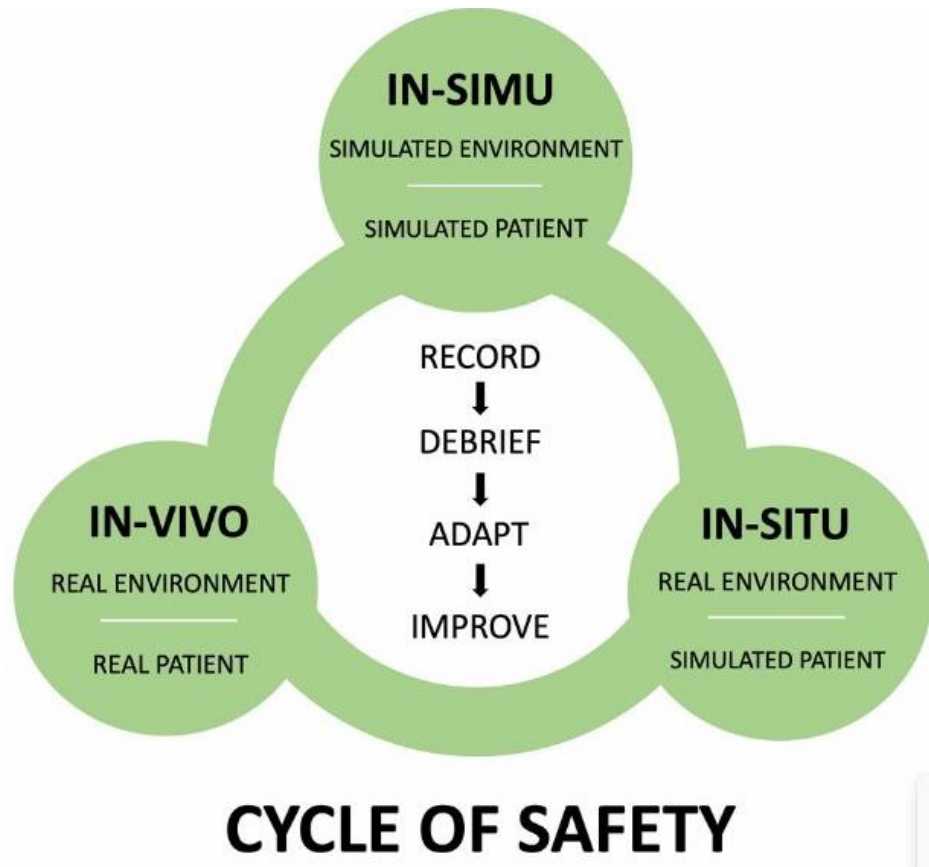 IN-SIMU
SIMULATED ENVIRONMENT
SIMULATED PATIENT
RECORD
DEBRIEF
ADAPT
IMPROVE
IN-VIVO
REAL ENVIRONMENT
REAL PATIENT
IN-SITU
REAL ENVIRONMENT
SIMULATED PATIENT
CYCLE OF SAFETY